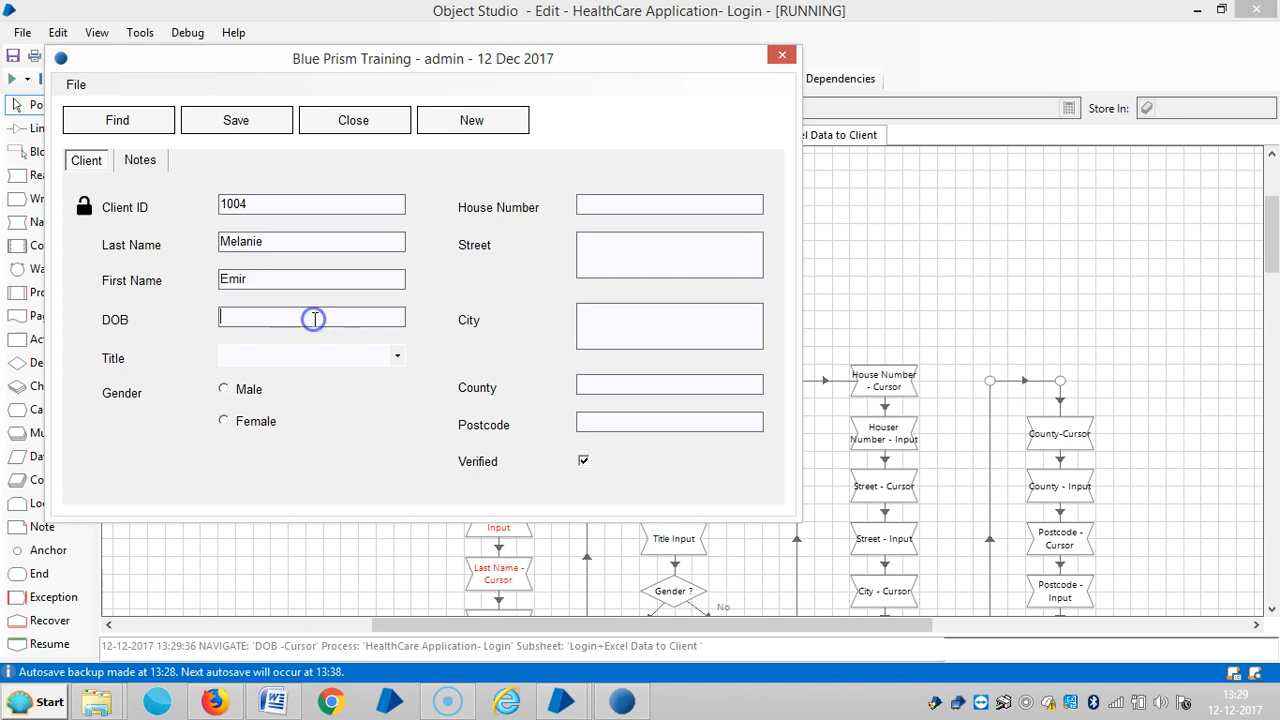 Object Studio - Edit - HealthCare Application- Login - [RUNNING]
File Edit View Tools Debug Help
Blue Prism Training - admin - 12 Dec 2017
File
Dependencies
Find Save Close New
Store In:
Client Notes
Client ID 1004 House Number
Last Name Melanie Street
First Name Emir
DOB City
Title
Gender Male County
Female Postcode
Verified
House Number - Cursor
Houser Number - Input
Street - Cursor
Street - Input
City - Cursor
County-Cursor
County - Input
Postcode - Cursor
Postcode - Input
Input
Last Name - Cursor
Title Input
Gender ?
No
Note
Anchor
End
Exception
Recover
Resume
12-12-2017 13:29:36 NAVIGATE: 'DOB -Cursor' Process: 'HealthCare Application- Login' Subsheet: 'Login+Excel Data to Client '
Autosave backup made at 13:28. Next autosave will occur at 13:38.
Start
13:29
12-12-2017